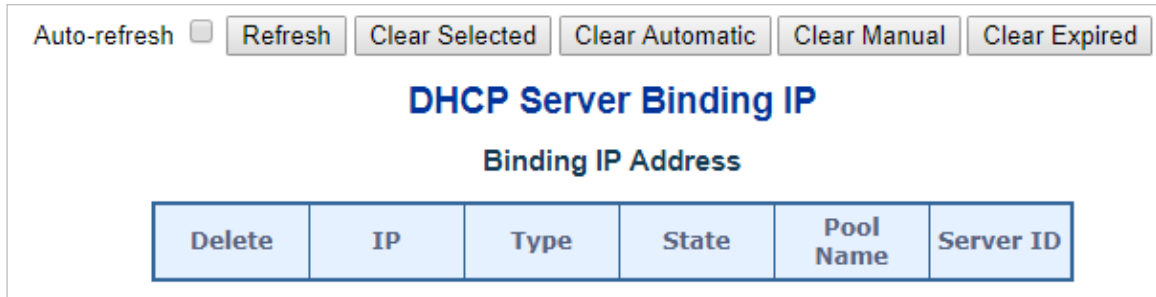 Auto-refresh Refresh Clear Selected Clear Automatic Clear Manual Clear Expired
DHCP Server Binding IP
Binding IP Address
Delete IP Type State Pool Name Server ID